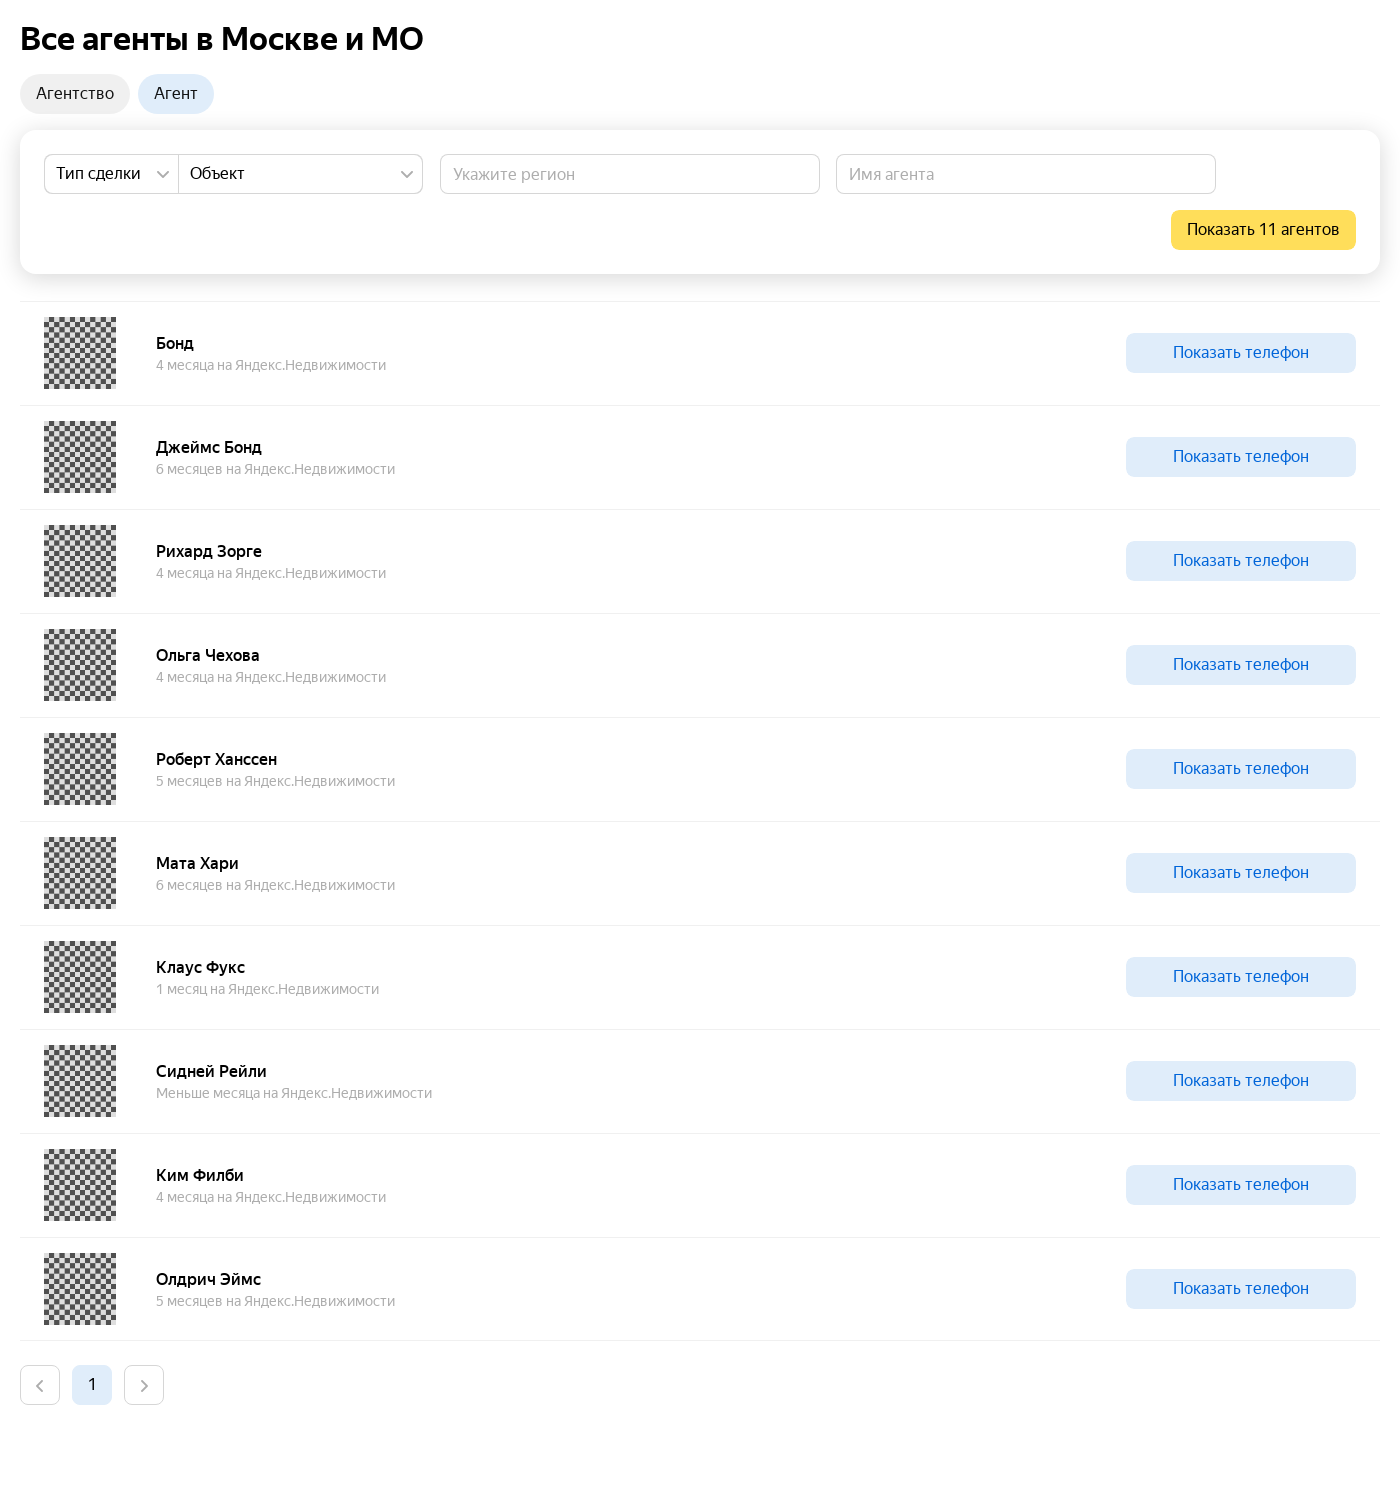 Все агенты в Москве и МО
Агентство Агент
Тип сделки Объект Укажите регион Имя агента
Показать 11 агентов
Бонд
4 месяца на Яндекс.Недвижимости
Показать телефон
Джеймс Бонд
6 месяцев на Яндекс.Недвижимости
Показать телефон
Рихард Зорге
4 месяца на Яндекс.Недвижимости
Показать телефон
Ольга Чехова
4 месяца на Яндекс.Недвижимости
Показать телефон
Роберт Ханссен
5 месяцев на Яндекс.Недвижимости
Показать телефон
Мата Хари
6 месяцев на Яндекс.Недвижимости
Показать телефон
Клаус Фукс
1 месяц на Яндекс.Недвижимости
Показать телефон
Сидней Рейли
Меньше месяца на Яндекс.Недвижимости
Показать телефон
Ким Филби
4 месяца на Яндекс.Недвижимости
Показать телефон
Олдрич Эймс
5 месяцев на Яндекс.Недвижимости
Показать телефон
1